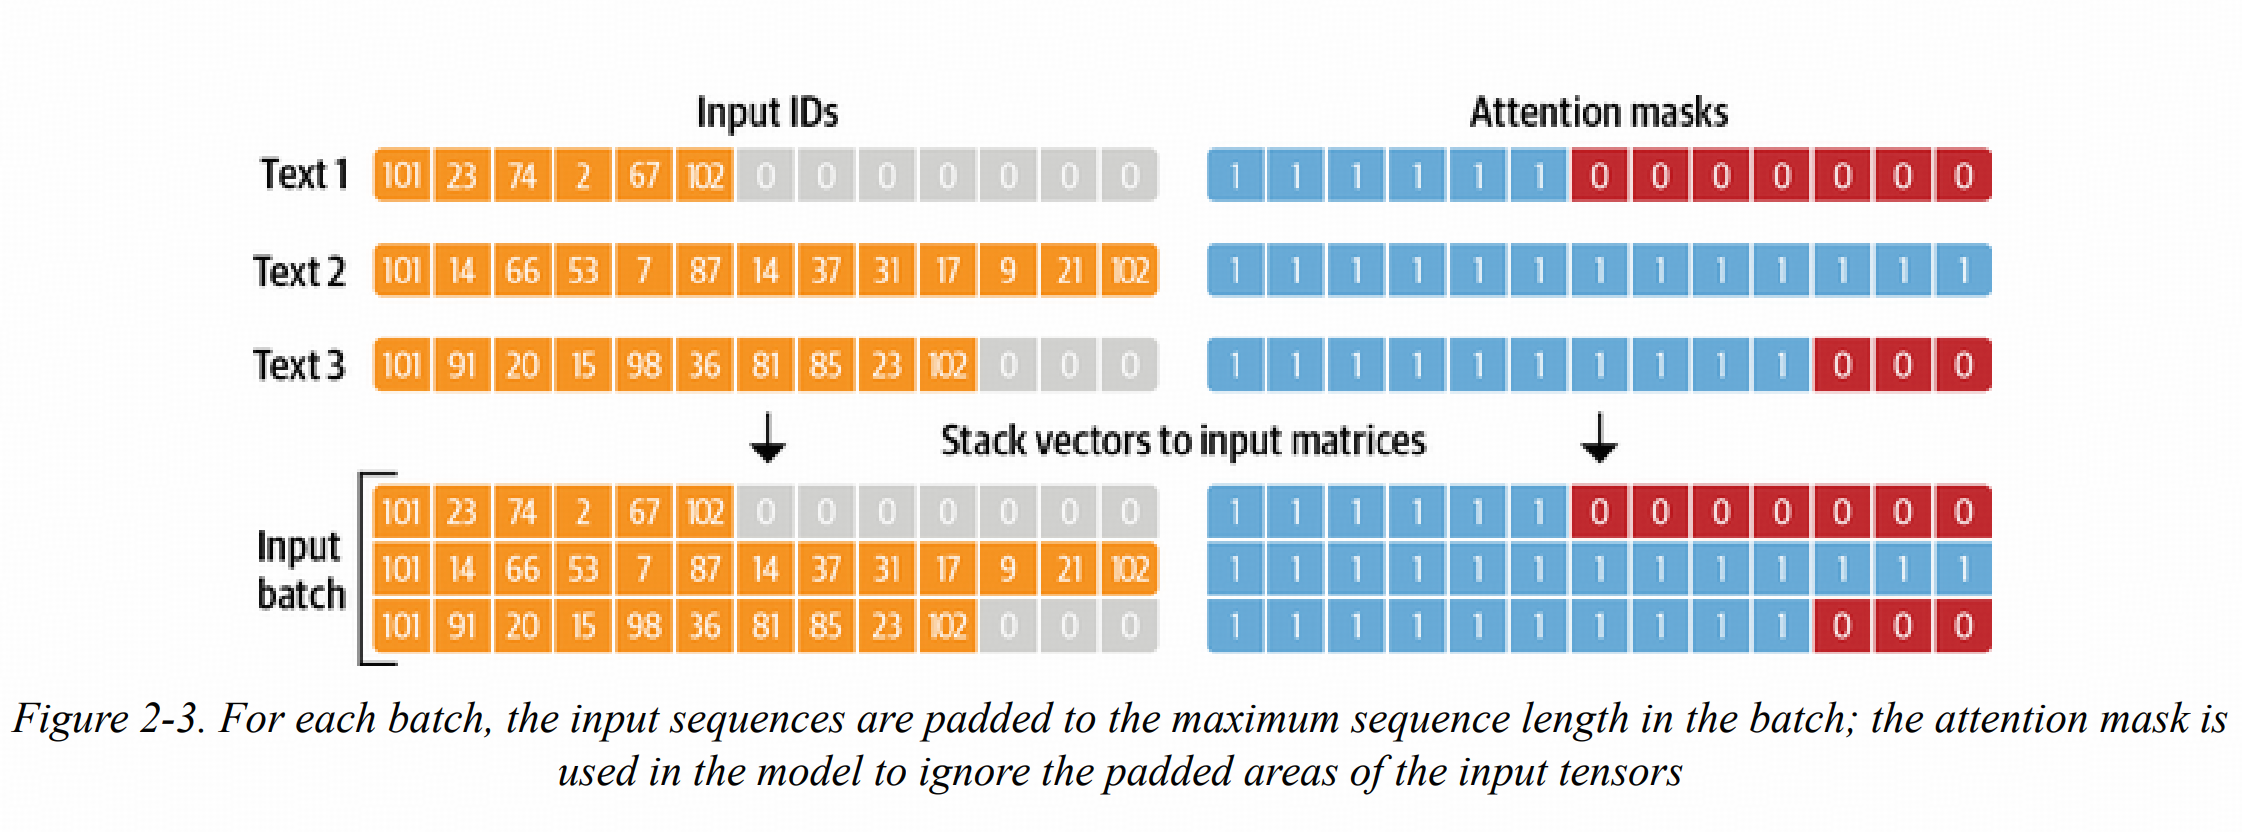 Input IDs Attention masks
Text 1 101 23 74 2 67 102 0 0 0 0 0 0 0 1 1 1 1 1 1 0 0 0 0 0 0 0
Text 2 101 14 66 53 7 87 14 37 31 17 9 21 102 1 1 1 1 1 1 1 1 1 1 1 1 1
Text 3 101 91 20 15 98 36 81 85 23 102 0 0 0 1 1 1 1 1 1 1 1 1 1 0 0 0
Stack vectors to input matrices
Input batch
101 23 74 2 67 102 0 0 0 0 0 0 0 1 1 1 1 1 1 0 0 0 0 0 0 0
101 14 66 53 7 87 14 37 31 17 9 21 102 1 1 1 1 1 1 1 1 1 1 1 1 1
101 91 20 15 98 36 81 85 23 102 0 0 0 1 1 1 1 1 1 1 1 1 1 0 0 0
Figure 2-3. For each batch, the input sequences are padded to the maximum sequence length in the batch; the attention mask is
used in the model to ignore the padded areas of the input tensors